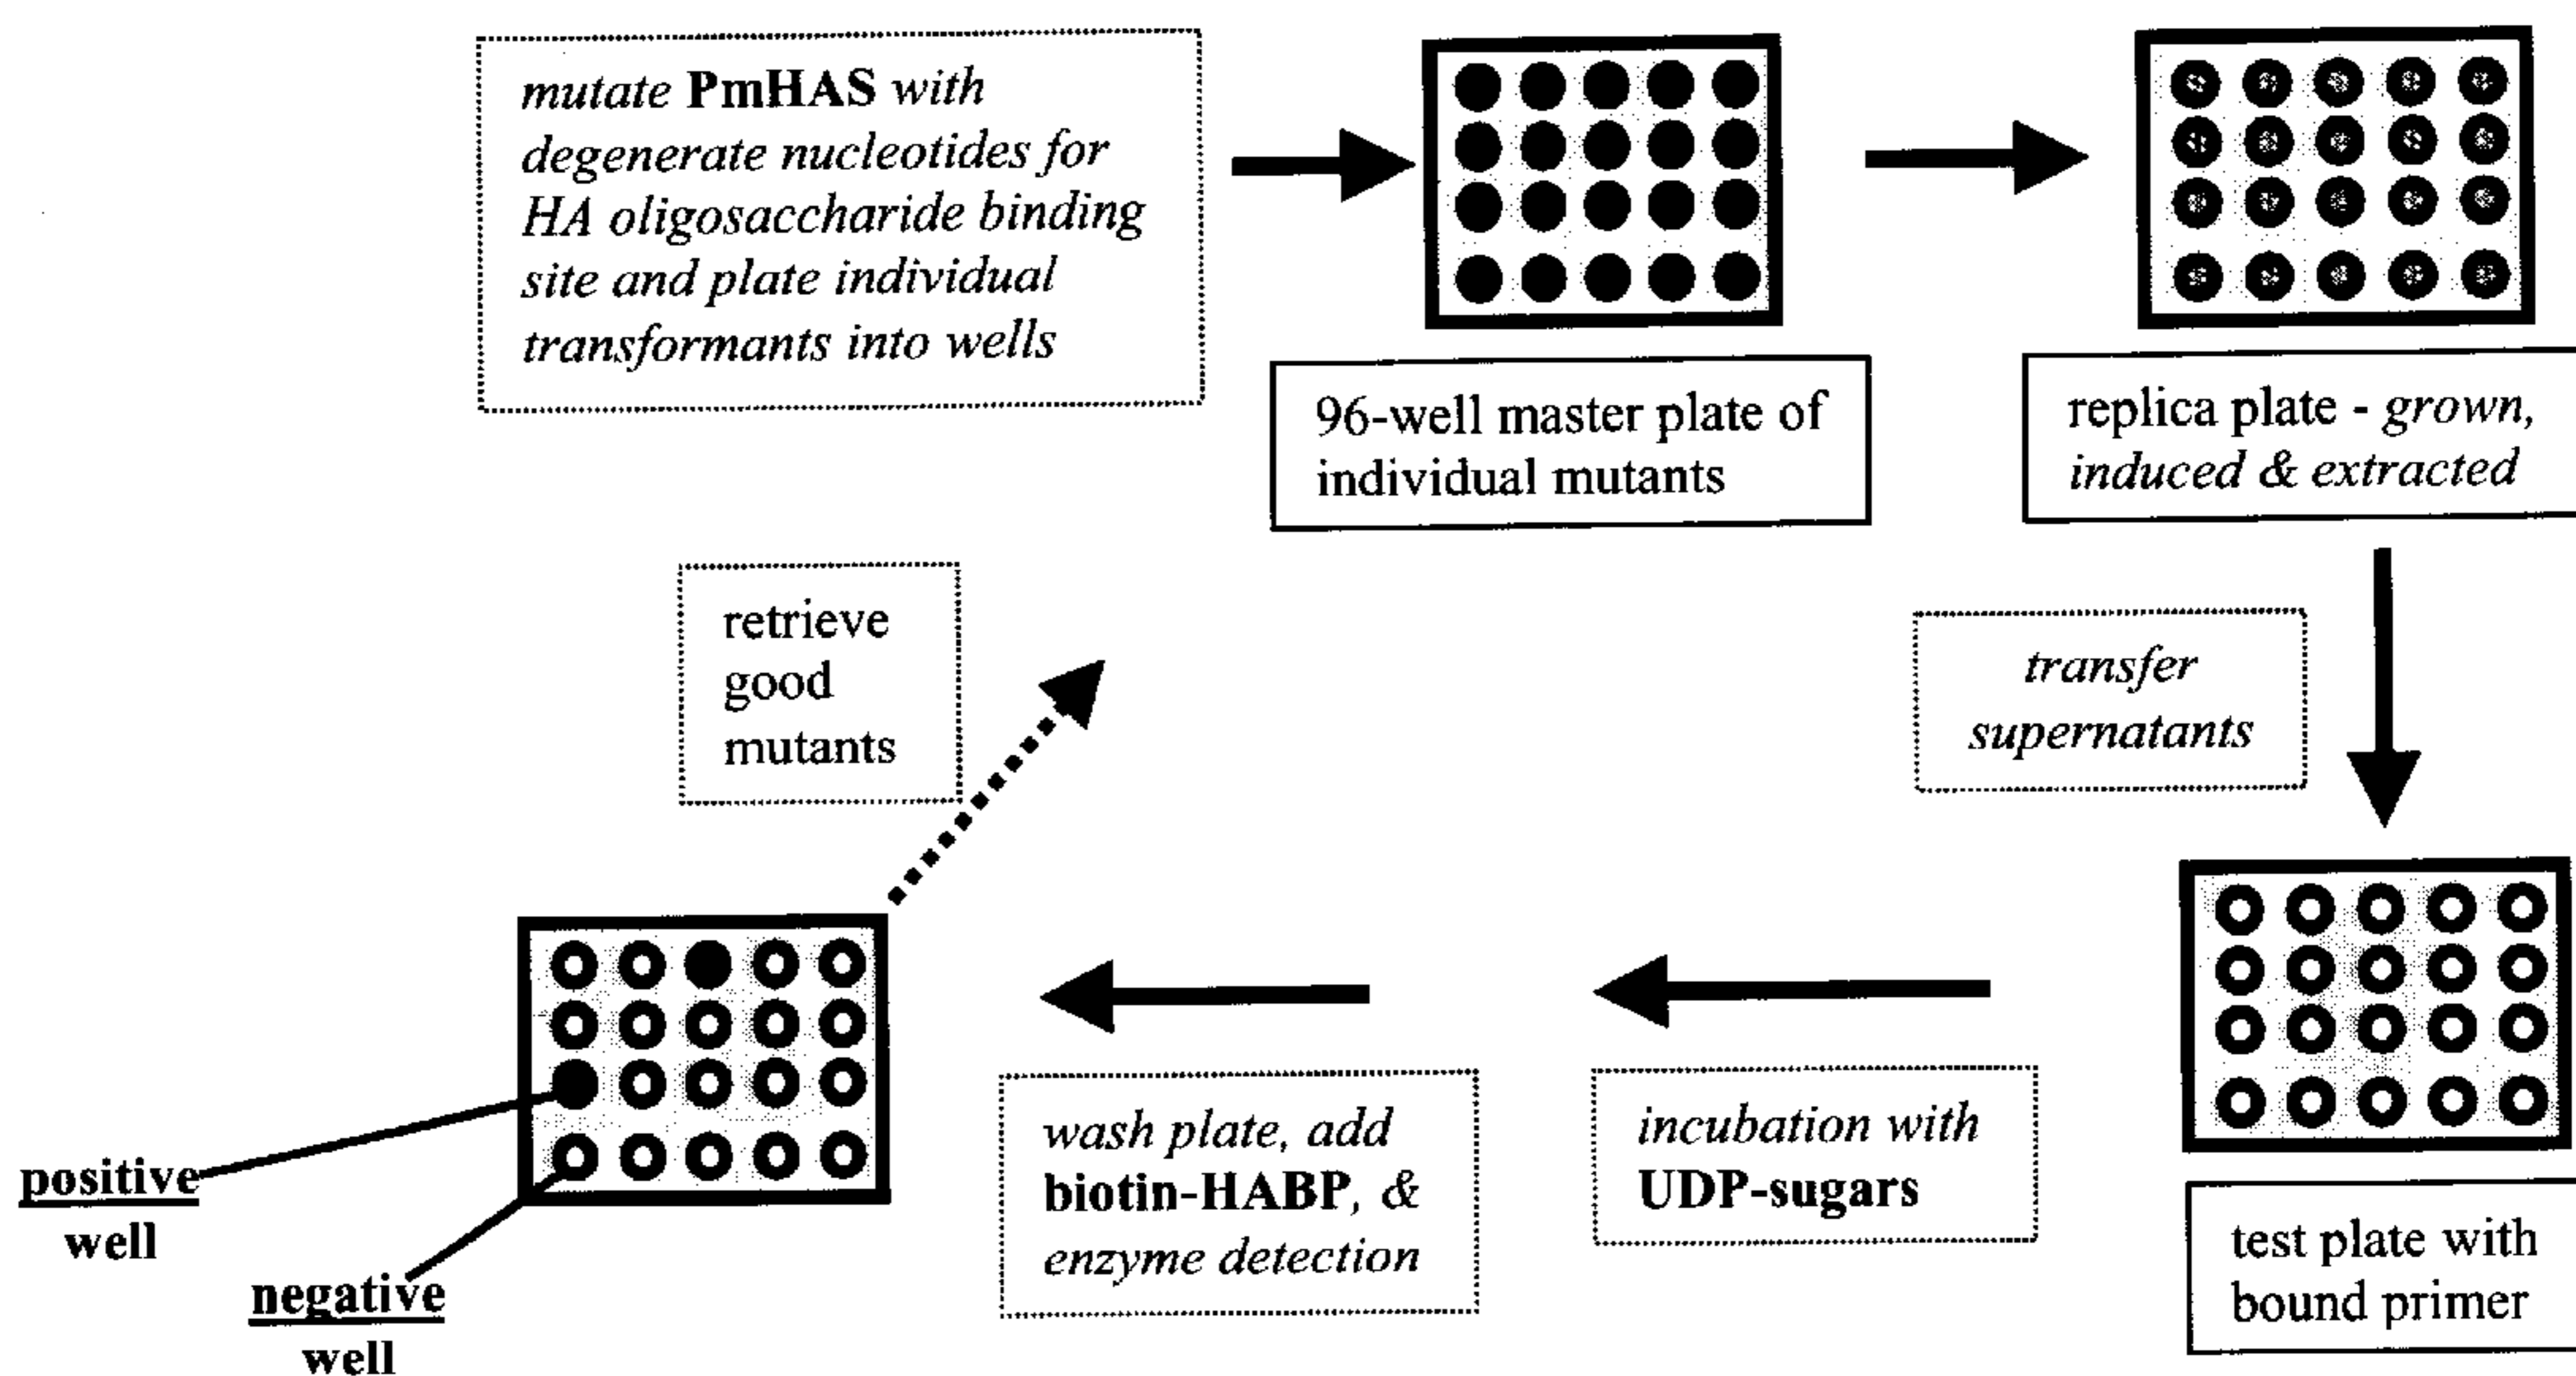 mutate PmHAS with
degenerate nucleotides for
HA oligosaccharide binding
site and plate individual
transformants into wells
96-well master plate of
individual mutants
replica plate - grown,
induced & extracted
transfer
supernatants
test plate with
bound primer
incubation with
UDP-sugars
wash plate, add
biotin-HABP, &
enzyme detection
retrieve
good
mutants
positive
well
negative
well